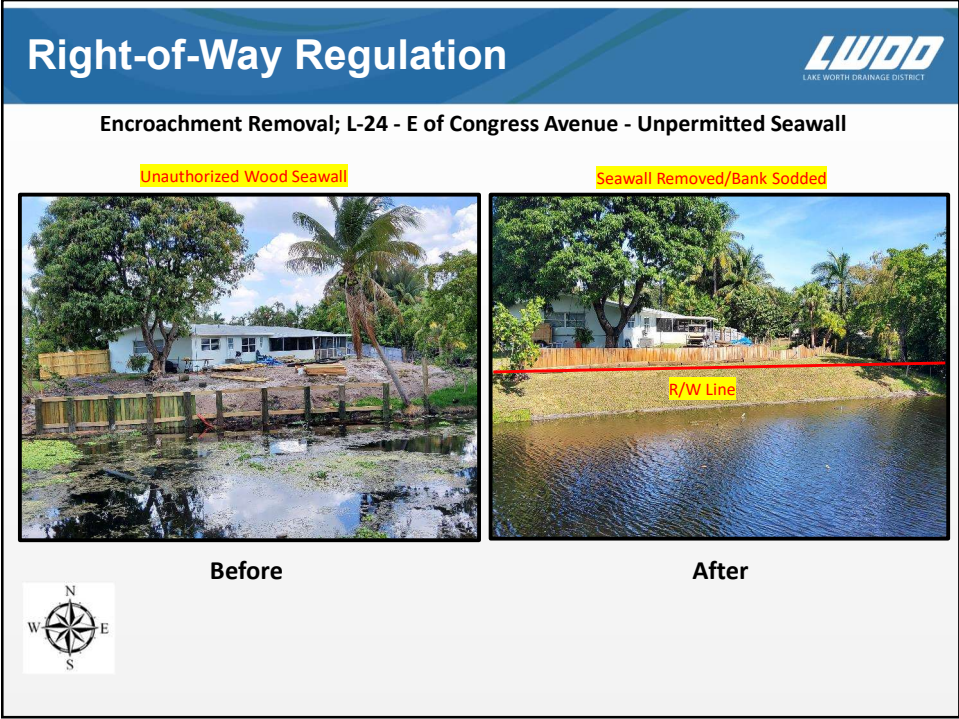 Right-of-Way Regulation
LWDD
LAKE WORTH DRAINAGE DISTRICT
Encroachment Removal; L-24 - E of Congress Avenue - Unpermitted Seawall
Unauthorized Wood Seawall
Seawall Removed/Bank Sodded
R/W Line
Before
After
N
W
E
S